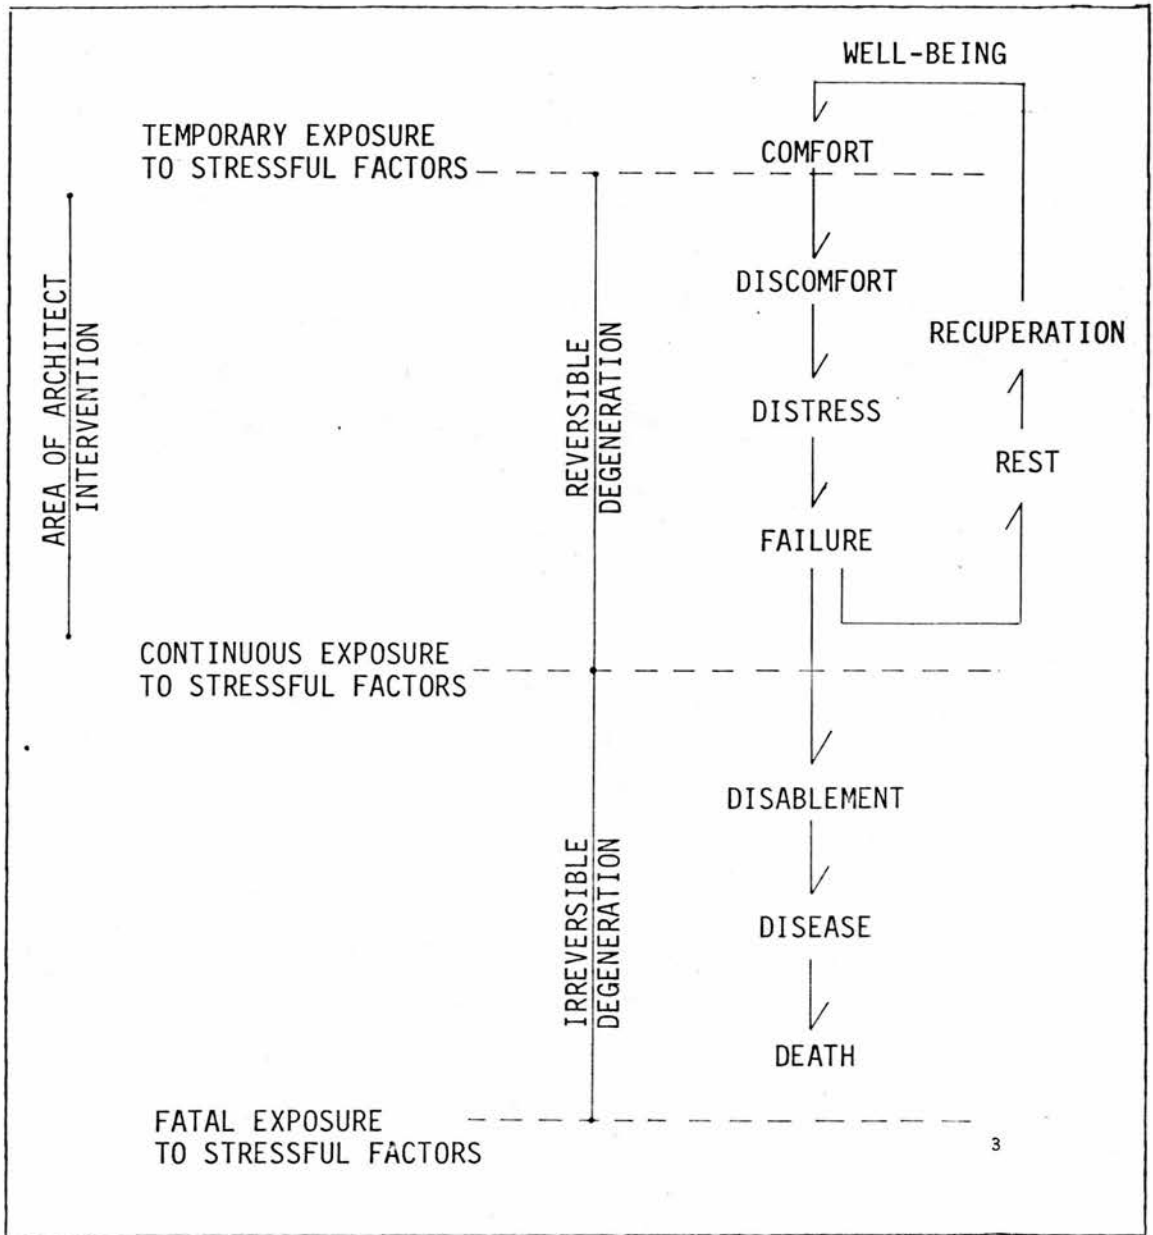 WELL-BEING
TEMPORARY EXPOSURE
TO STRESSFUL FACTORS
COMFORT
DISCOMFORT
RECUPERATION
DISTRESS
REST
FAILURE
AREA OF ARCHITECT
INTERVENTION
REVERSIBLE
DEGENERATION
CONTINUOUS EXPOSURE
TO STRESSFUL FACTORS
DISABLEMENT
DISEASE
DEATH
IRREVERSIBLE
DEGENERATION
FATAL EXPOSURE
TO STRESSFUL FACTORS
3